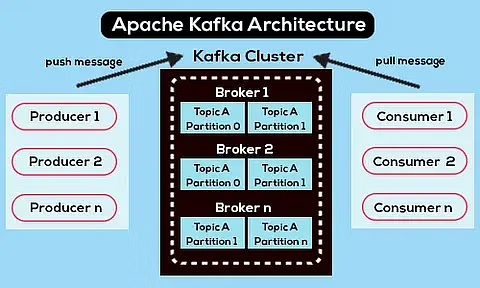 Apache Kafka Architecture
push message
Kafka Cluster
pull message
Producer 1
Producer 2
Producer n
Broker 1
Topic A
Partition 0
Topic A
Partition 1
Broker 2
Topic A
Partition 0
Topic A
Partition 1
Broker n
Topic A
Partition 1
Topic A
Partition n
Consumer 1
Consumer 2
Consumer n